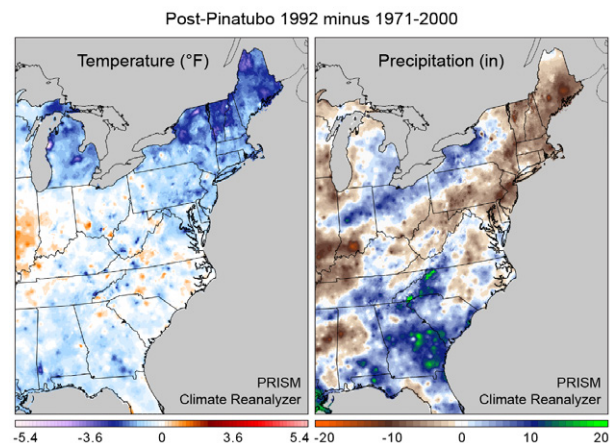 Post-Pinatubo 1992 minus 1971-2000
Temperature (°F)
Precipitation (in)
PRISM
Climate Reanalyzer
PRISM
Climate Reanalyzer
-5.4 -3.6 0 3.6 5.4
-20 -10 0 10 20